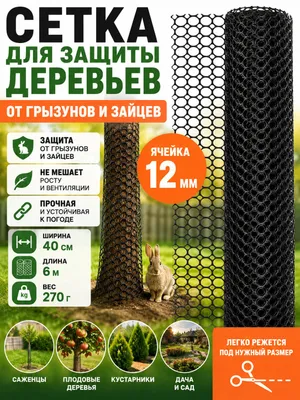 СЕТКА
ДЛЯ ЗАЩИТЫ
ДЕРЕВЬЕВ
ОТ ГРЫЗУНОВ И ЗАЙЦЕВ
ЗАЩИТА
ОТ ГРЫЗУНОВ
И ЗАЙЦЕВ
НЕ МЕШАЕТ
РОСТУ
И ВЕНТИЛЯЦИИ
ПРОЧНАЯ
И УСТОЙЧИВАЯ
К ПОГОДЕ
ШИРИНА
40 СМ
ДЛИНА
6 М
kg
ВЕС
270 Г
ЯЧЕЙКА
12 ММ
ЛЕГКО РЕЖЕТСЯ
ПОД НУЖНЫЙ РАЗМЕР
САЖЕНЦЫ
ПЛОДОВЫЕ
ДЕРЕВЬЯ
КУСТАРНИКИ
ДАЧА
И САД